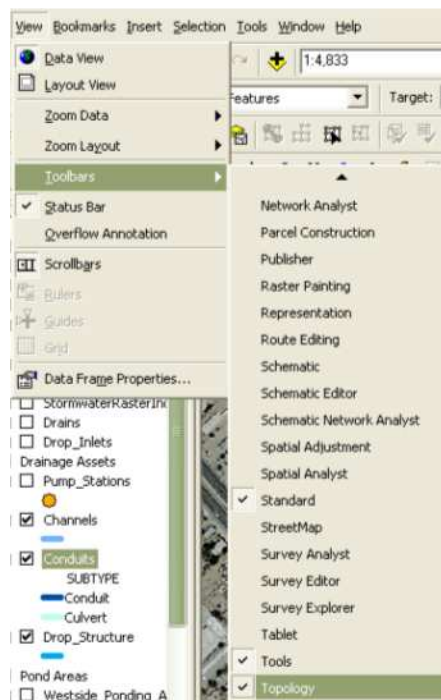 View Bookmarks Insert Selection Tools Window Help
Data View
Layout View
Zoom Data
Zoom Layout
Toolbars
Status Bar
Overflow Annotation
Scrollbars
Rulers
Guides
Grid
Data Frame Properties...
1:4,833
Features
Target:
Network Analyst
Parcel Construction
Publisher
Raster Painting
Representation
Route Editing
Schematic
Schematic Editor
Schematic Network Analyst
Spatial Adjustment
Spatial Analyst
Standard
StreetMap
Survey Analyst
Survey Editor
Survey Explorer
Tablet
Tools
Topology
Drains
Drop_Inlets
Drainage Assets
Pump_Stations
Channels
Conduits
SUBTYPE
Conduit
Culvert
Drop_Structure
Pond Areas
Westside_Ponding_A